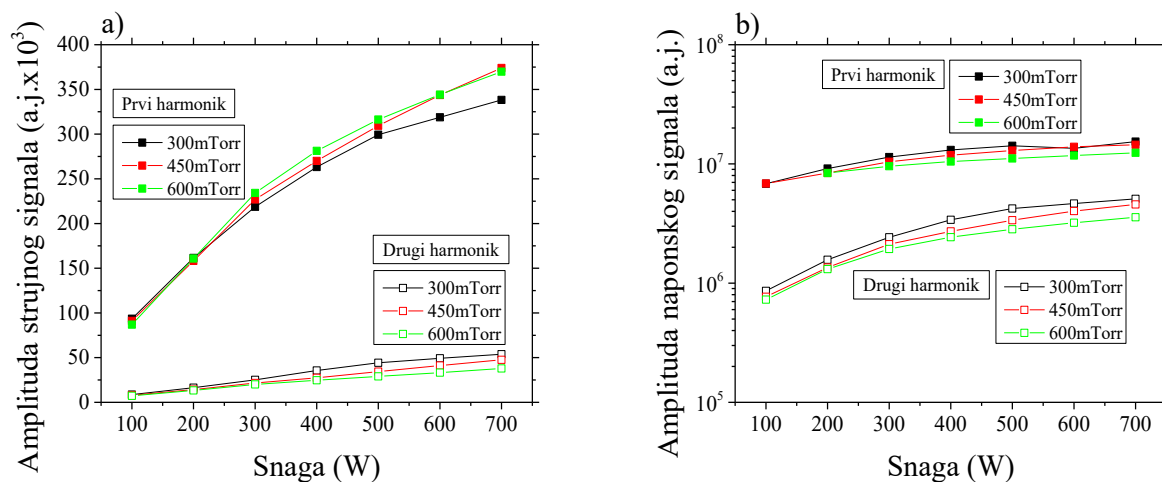 a)
Amplituda strujnog signala (a.j.x10³)
400
350
300
250
200
150
100
50
0
Prvi harmonik
300mTorr
450mTorr
600mTorr
Drugi harmonik
300mTorr
450mTorr
600mTorr
100 200 300 400 500 600 700
Snaga (W)
b)
Amplituda naponskog signala (a.j.)
10⁸
10⁷
10⁶
10⁵
Prvi harmonik
300mTorr
450mTorr
600mTorr
Drugi harmonik
300mTorr
450mTorr
600mTorr
100 200 300 400 500 600 700
Snaga (W)